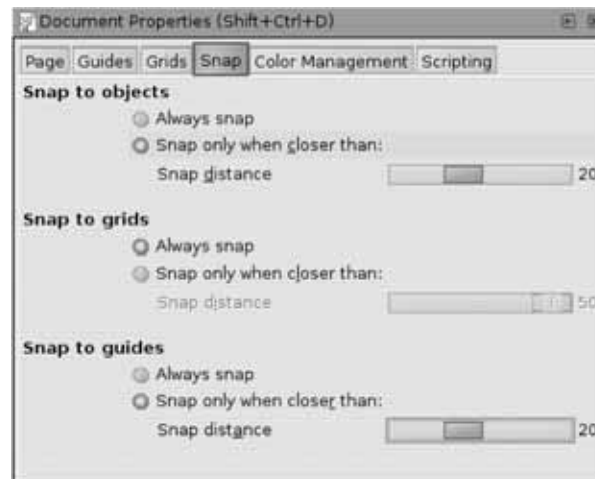 Document Properties (Shift+Ctrl+D)
Page Guides Grids Snap Color Management Scripting
Snap to objects
Always snap
Snap only when closer than:
Snap distance 20
Snap to grids
Always snap
Snap only when closer than:
Snap distance 50
Snap to guides
Always snap
Snap only when closer than:
Snap distance 20